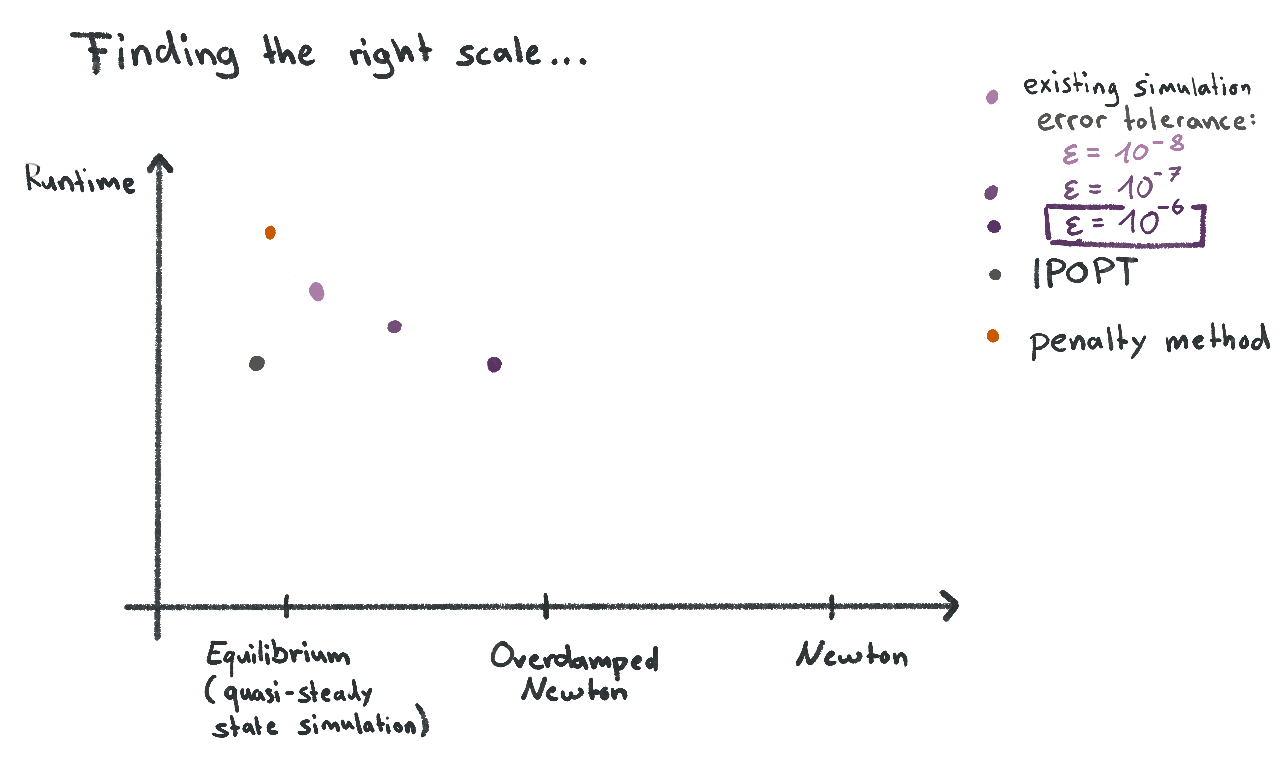 Finding the right scale...
Runtime
existing simulation
error tolerance:
ε = 10⁻⁸
ε = 10⁻⁷
ε = 10⁻⁶
IPOPT
penalty method
Equilibrium
(quasi-steady
state simulation)
Overdamped
Newton
Newton